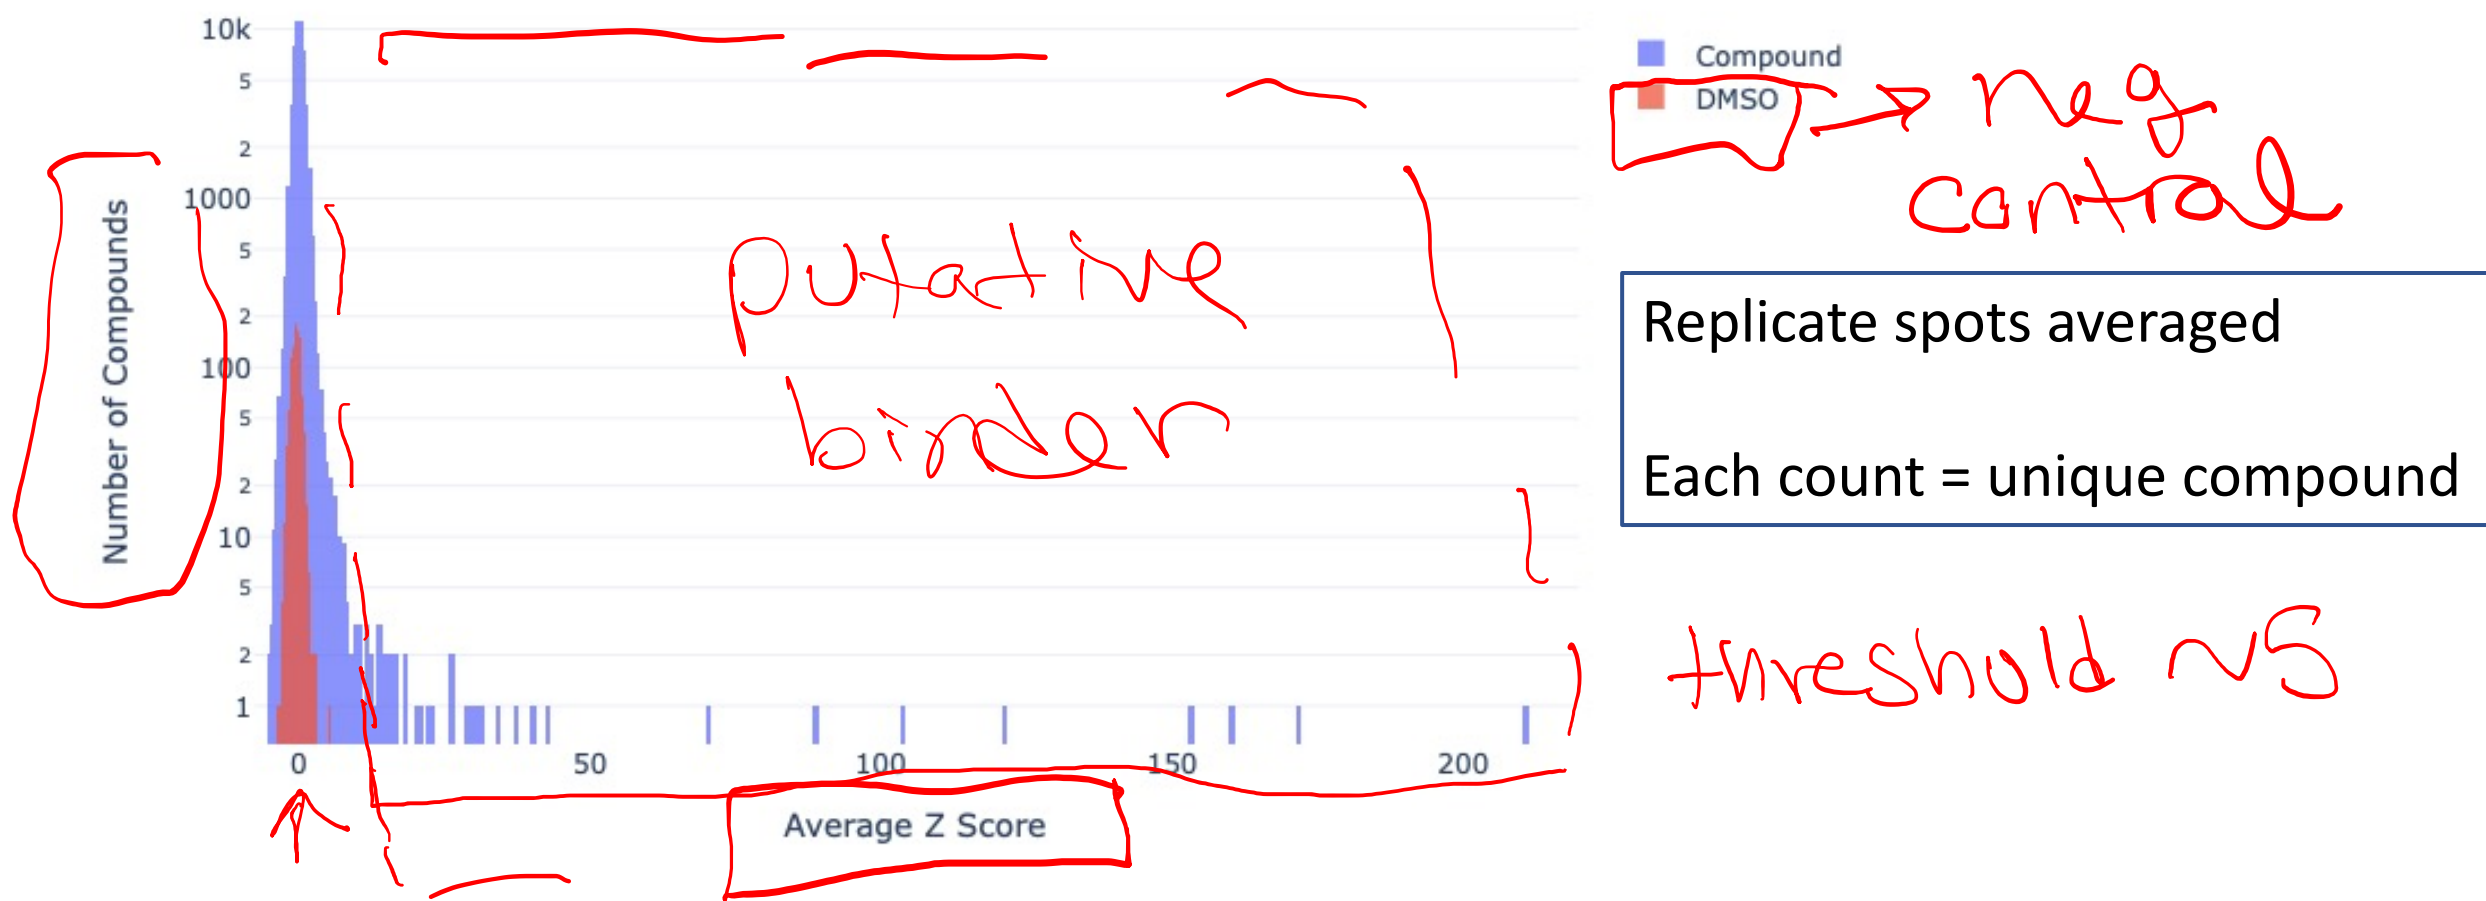 10k
5
2
1000
5
2
100
5
2
10
5
2
1
Number of Compounds
0
50
100
150
200
Average Z Score
putative
binder
Compound
DMSO
neg
control
Replicate spots averaged
Each count = unique compound
threshold ~5